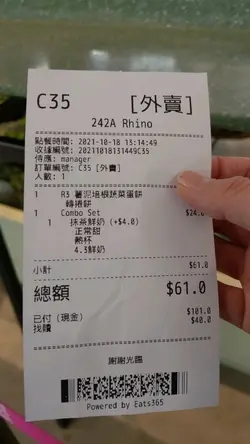 C35 [外賣]
242A Rhino
點餐時間: 2021-10-18 13:14:49
收據編號: 20211018131449C35
侍應: manager
訂單編號: C35 [外賣]
人數: 1
1 R3 薯泥培根蔬菜蛋餅
轉捲餅
1 Combo Set $24.0
1 抹茶鮮奶 (+$4.0)
正常甜
熱杯
4.3鮮奶
小計 $61.0
總額 $61.0
已付 (現金) $101.0
找贖 $40.0
謝謝光臨
Powered by Eats365